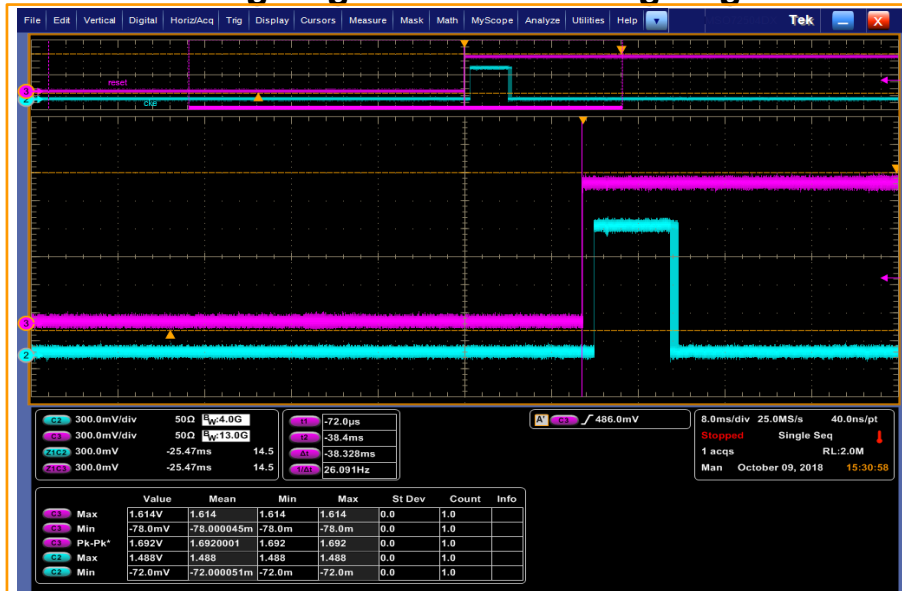 File Edit Vertical Digital Horiz/Acq Trig Display Cursors Measure Mask Math MyScope Analyze Utilities Help Tek X
reset
3
2
cke
3
2
C2 300.0mV/div 50Ω BW:4.0G
C3 300.0mV/div 50Ω BW:13.0G
Z1C2 300.0mV -25.47ms 14.5
Z1C3 300.0mV -25.47ms 14.5
t1 -72.0µs
t2 -38.4ms
Δt -38.328ms
1/Δt 26.091Hz
A' C3 486.0mV
8.0ms/div 25.0MS/s 40.0ns/pt
Stopped Single Seq
1 acqs RL:2.0M
Man October 09, 2018 15:30:58
Value Mean Min Max St Dev Count Info
C3 Max 1.614V 1.614 1.614 1.614 0.0 1.0
C3 Min -78.0mV -78.000045m -78.0m -78.0m 0.0 1.0
C3 Pk-Pk* 1.692V 1.6920001 1.692 1.692 0.0 1.0
C2 Max 1.488V 1.488 1.488 1.488 0.0 1.0
C2 Min -72.0mV -72.000051m -72.0m -72.0m 0.0 1.0